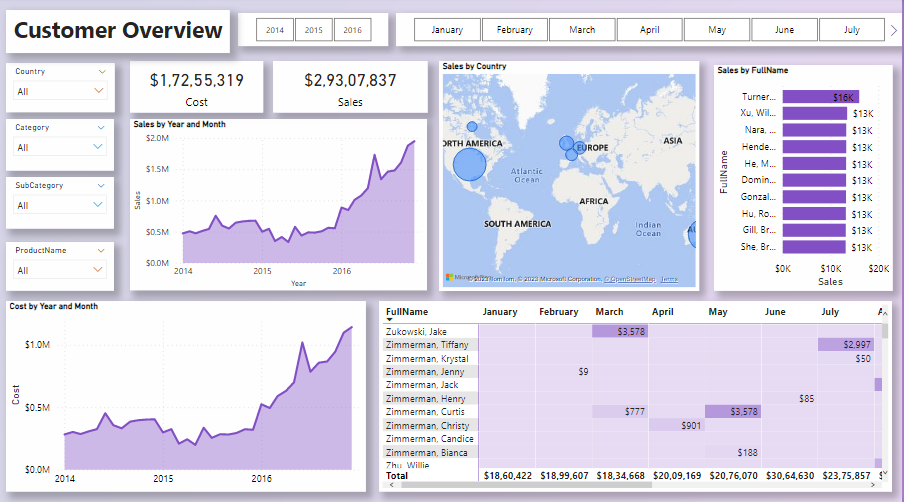 Customer Overview
2014 2015 2016
January February March April May June July
Country
All
Category
All
SubCategory
All
ProductName
All
$1,72,55,319
Cost
$2,93,07,837
Sales
Sales by Year and Month
Sales
$2.0M
$1.5M
$1.0M
$0.5M
$0.0M
2014 2015 2016
Year
Sales by Country
NORTH AMERICA
EUROPE
ASIA
Atlantic
Ocean
AFRICA
SOUTH AMERICA
Indian
Ocean
AU
© 2023 TomTom, © 2023 Microsoft Corporation, © OpenStreetMap Terms
Sales by FullName
FullName
Turner... $16K
Xu, Wil... $13K
Nara, ... $13K
Hende... $13K
He, M... $13K
Domin... $13K
Gonzal... $13K
Hu, Ro... $13K
Gill, Br... $13K
She, Br... $13K
$0K $10K $20K
Sales
Cost by Year and Month
Cost
$1.0M
$0.5M
$0.0M
2014 2015 2016
FullName January February March April May June July A
Zukowski, Jake $3,578
Zimmerman, Tiffany $2,997
Zimmerman, Krystal $50
Zimmerman, Jenny $9
Zimmerman, Jack
Zimmerman, Henry $85
Zimmerman, Curtis $777 $3,578
Zimmerman, Christy $901
Zimmerman, Candice
Zimmerman, Bianca $188
Zhu, Willie
Total $18,60,422 $18,99,607 $18,34,668 $20,09,169 $20,76,070 $30,64,630 $23,75,857 $